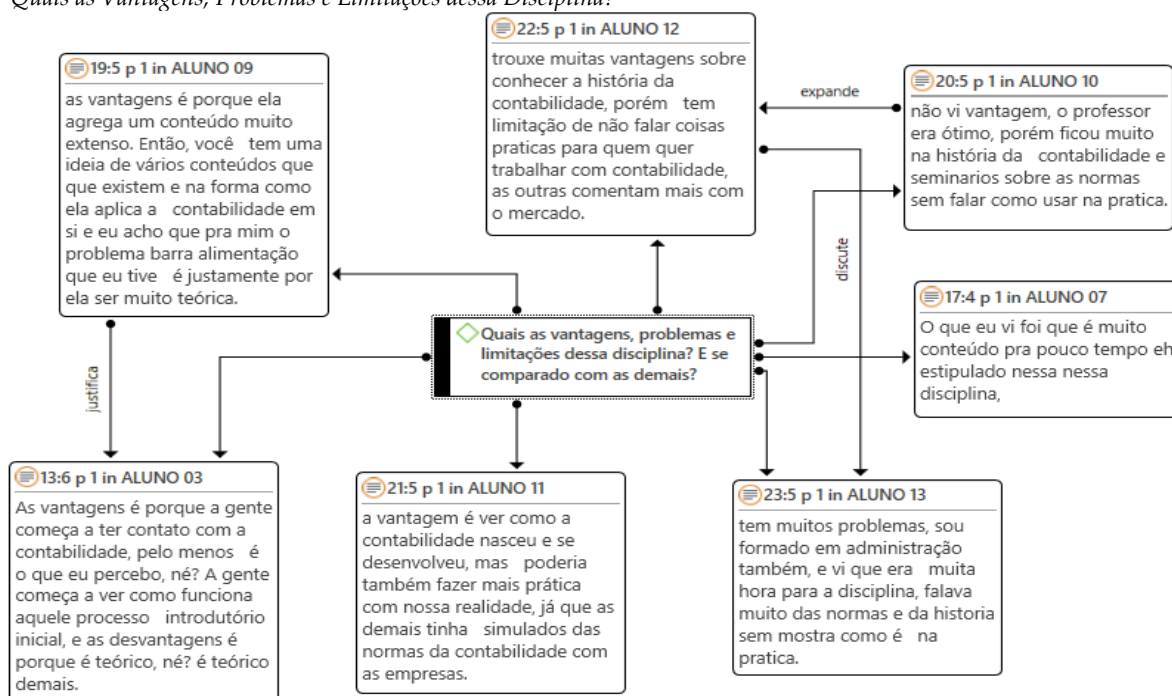 Quais as Vantagens, Problemas e Limitações dessa Disciplina?
22:5 p 1 in ALUNO 12
trouxe muitas vantagens sobre
conhecer a história da
contabilidade, porém tem
limitação de não falar coisas
praticas para quem quer
trabalhar com contabilidade,
as outras comentam mais com
o mercado.
19:5 p 1 in ALUNO 09
as vantagens é porque ela
agrega um conteúdo muito
extenso. Então, você tem uma
ideia de vários conteúdos que
que existem e na forma como
ela aplica a contabilidade em
si e eu acho que pra mim o
problema barra alimentação
que eu tive é justamente por
ela ser muito teórica.
expande
20:5 p 1 in ALUNO 10
não vi vantagem, o professor
era ótimo, porém ficou muito
na história da contabilidade e
seminarios sobre as normas
sem falar como usar na pratica.
discute
17:4 p 1 in ALUNO 07
O que eu vi foi que é muito
conteúdo pra pouco tempo eh
estipulado nessa nessa
disciplina,
Quais as vantagens, problemas e
limitações dessa disciplina? E se
comparado com as demais?
justifica
13:6 p 1 in ALUNO 03
As vantagens é porque a gente
começa a ter contato com a
contabilidade, pelo menos é
o que eu percebo, né? A gente
começa a ver como funciona
aquele processo introdutório
inicial, e as desvantagens é
porque é teórico, né? é teórico
demais.
21:5 p 1 in ALUNO 11
a vantagem é ver como a
contabilidade nasceu e se
desenvolveu, mas poderia
também fazer mais prática
com nossa realidade, já que as
demais tinha simulados das
normas da contabilidade com
as empresas.
23:5 p 1 in ALUNO 13
tem muitos problemas, sou
formado em administração
também, e vi que era muita
hora para a disciplina, falava
muito das normas e da historia
sem mostra como é na
pratica.